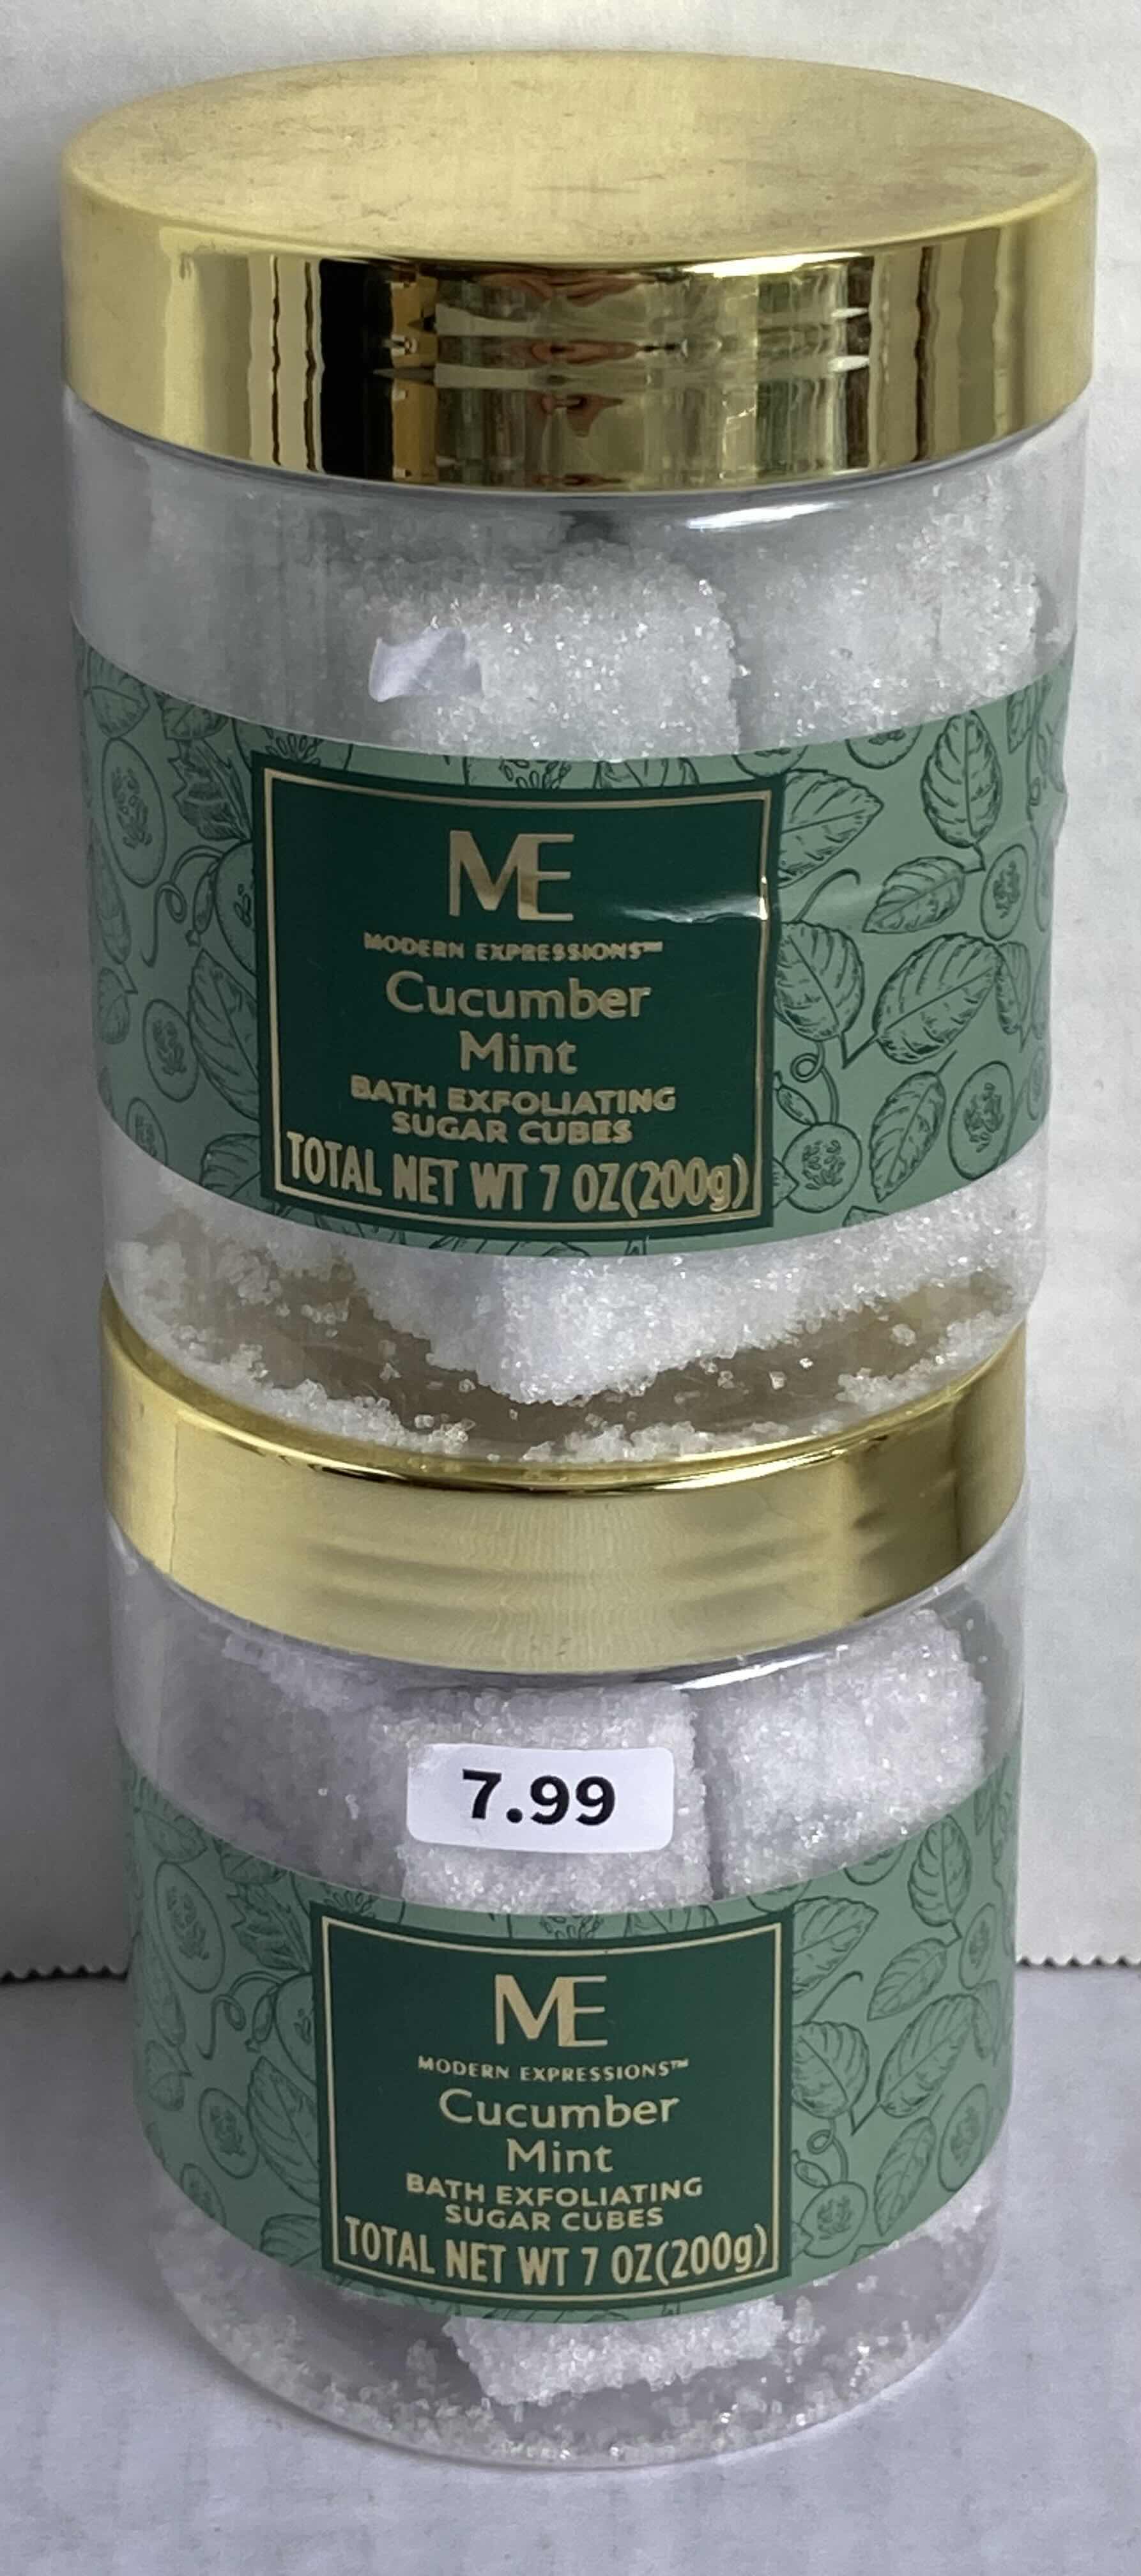 ME
MODERN EXPRESSIONS™
Cucumber
Mint
BATH EXFOLIATING
SUGAR CUBES
TOTAL NET WT 7 OZ(200g)
7.99
ME
MODERN EXPRESSIONS™
Cucumber
Mint
BATH EXFOLIATING
SUGAR CUBES
TOTAL NET WT 7 OZ(200g)